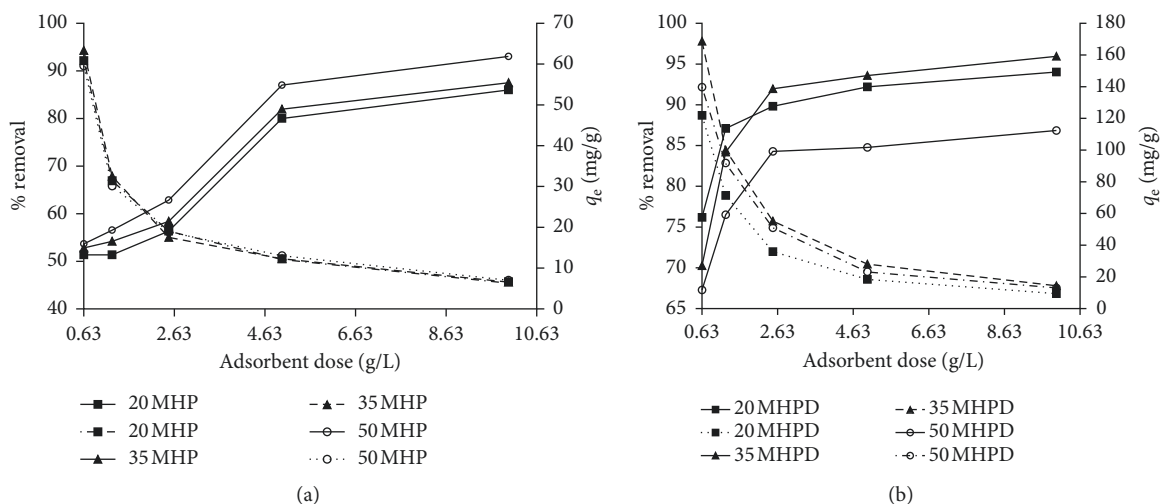 100
90
80
70
60
50
40
% removal
70
60
50
40
30
20
10
0
qe (mg/g)
0.63 2.63 4.63 6.63 8.63 10.63
Adsorbent dose (g/L)
20 MHP
20 MHP
35 MHP
35 MHP
50 MHP
50 MHP
(a)
100
95
90
85
80
75
70
65
% removal
180
160
140
120
100
80
60
40
20
0
qe (mg/g)
0.63 2.63 4.63 6.63 8.63 10.63
Adsorbent dose (g/L)
20 MHPD
20 MHPD
35 MHPD
35 MHPD
50 MHPD
50 MHPD
(b)